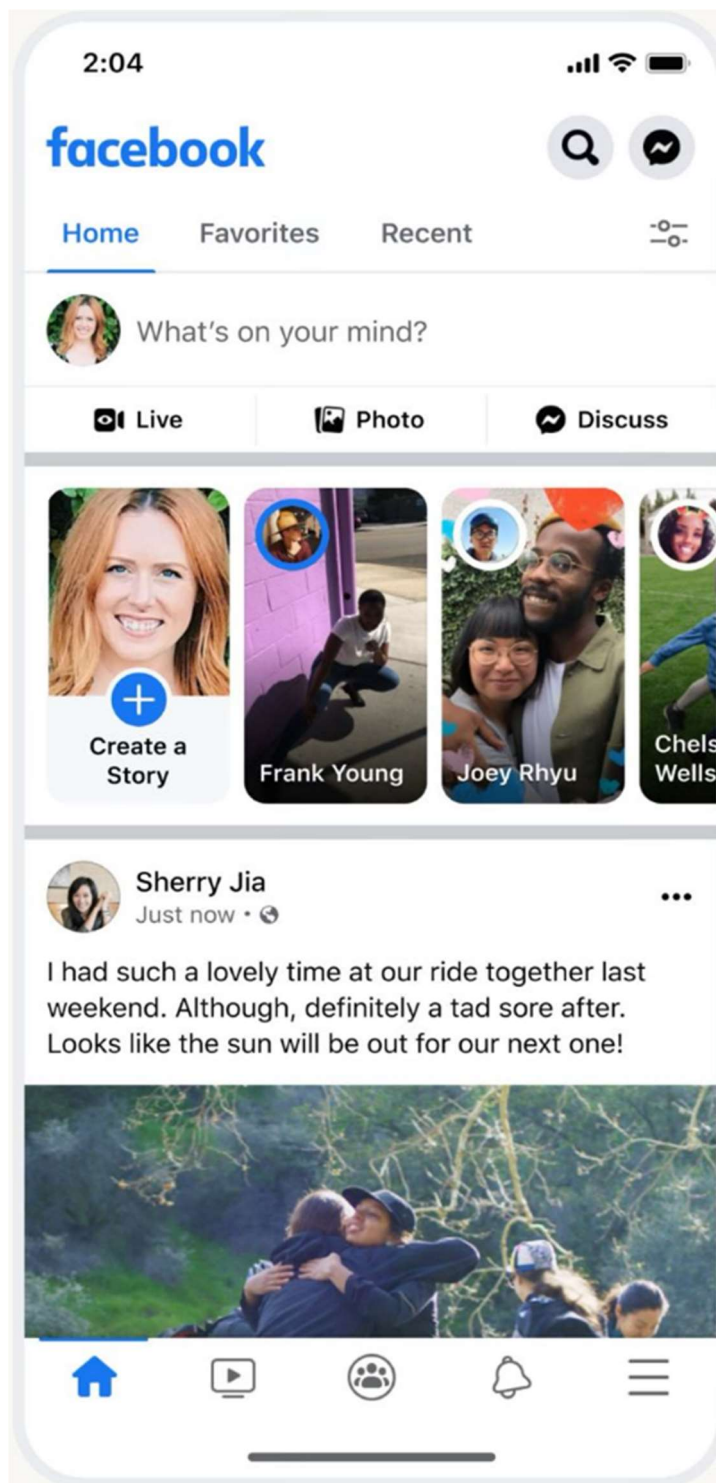 2:04
facebook
Home Favorites Recent
What's on your mind?
Live Photo Discuss
Create a
Story
Frank Young
Joey Rhyu
Chels
Wells
Sherry Jia
Just now •
I had such a lovely time at our ride together last
weekend. Although, definitely a tad sore after.
Looks like the sun will be out for our next one!